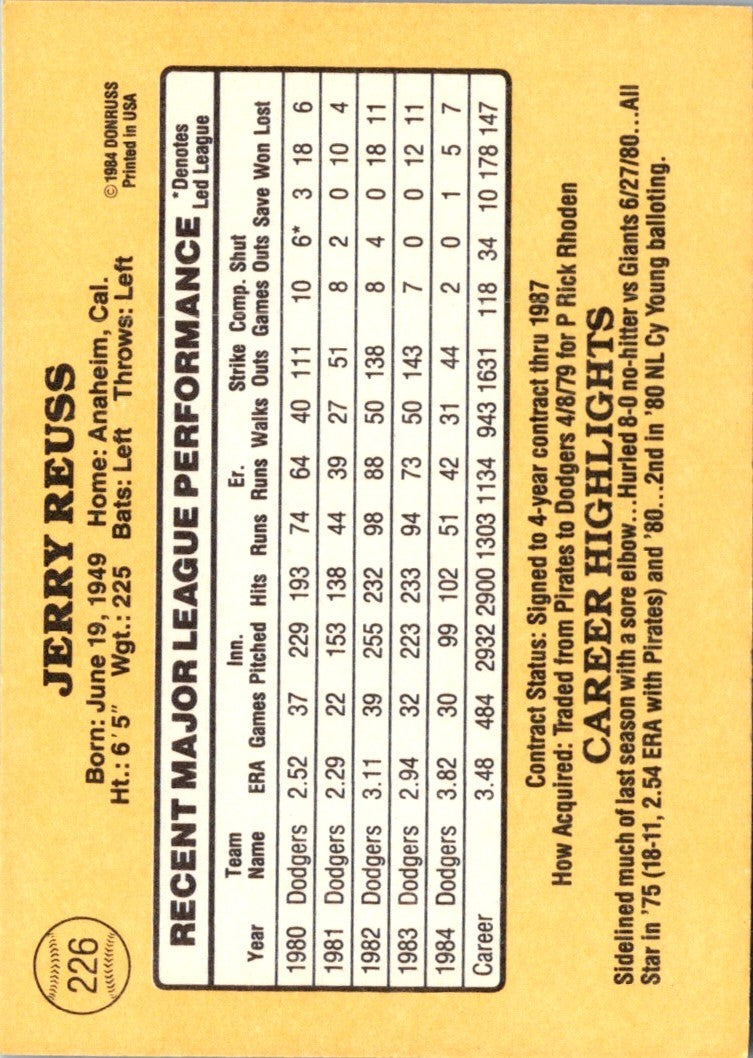 226
JERRY REUSS
Born: June 19, 1949 Home: Anaheim, Cal.
Ht.: 6'5" Wgt.: 225 Bats: Left Throws: Left
© 1984 DONRUSS
Printed in USA
RECENT MAJOR LEAGUE PERFORMANCE *Denotes Led League
Year Team Name ERA Games Inn. Pitched Hits Runs Er. Runs Walks Strike Outs Comp. Games Shut Outs Save Won Lost
1980 Dodgers 2.52 37 229 193 74 64 40 111 10 6* 3 18 6
1981 Dodgers 2.29 22 153 138 44 39 27 51 8 2 0 10 4
1982 Dodgers 3.11 39 255 232 98 88 50 138 8 4 0 18 11
1983 Dodgers 2.94 32 223 233 94 73 50 143 7 0 0 12 11
1984 Dodgers 3.82 30 99 102 51 42 31 44 2 0 1 5 7
Career 3.48 484 2932 2900 1303 1134 943 1631 118 34 10 178 147
Contract Status: Signed to 4-year contract thru 1987
How Acquired: Traded from Pirates to Dodgers 4/8/79 for P Rick Rhoden
CAREER HIGHLIGHTS
Sidelined much of last season with a sore elbow...Hurled 8-0 no-hitter vs Giants 6/27/80...All
Star in '75 (18-11, 2.54 ERA with Pirates) and '80...2nd in '80 NL Cy Young balloting.